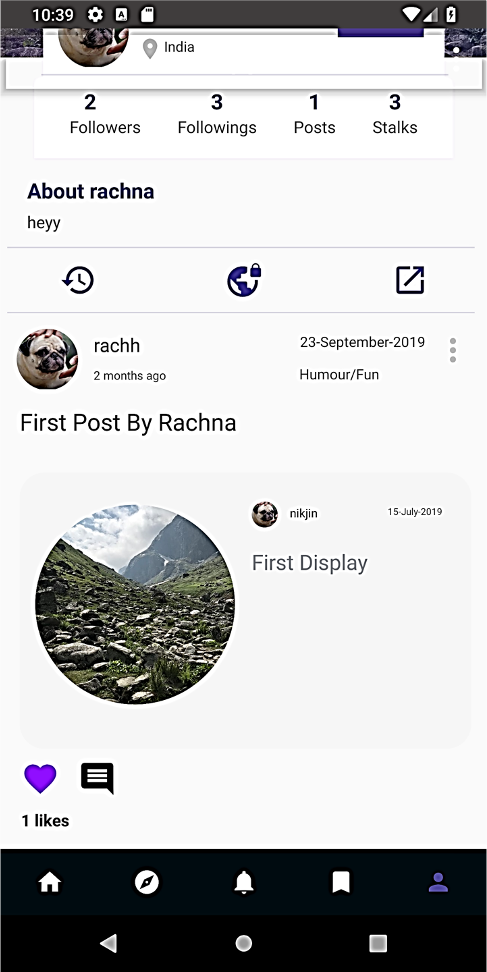 10:39
India
2 3 1 3
Followers Followings Posts Stalks
About rachna
heyy
rachh 23-September-2019
2 months ago Humour/Fun
First Post By Rachna
nikjin 15-July-2019
First Display
1 likes